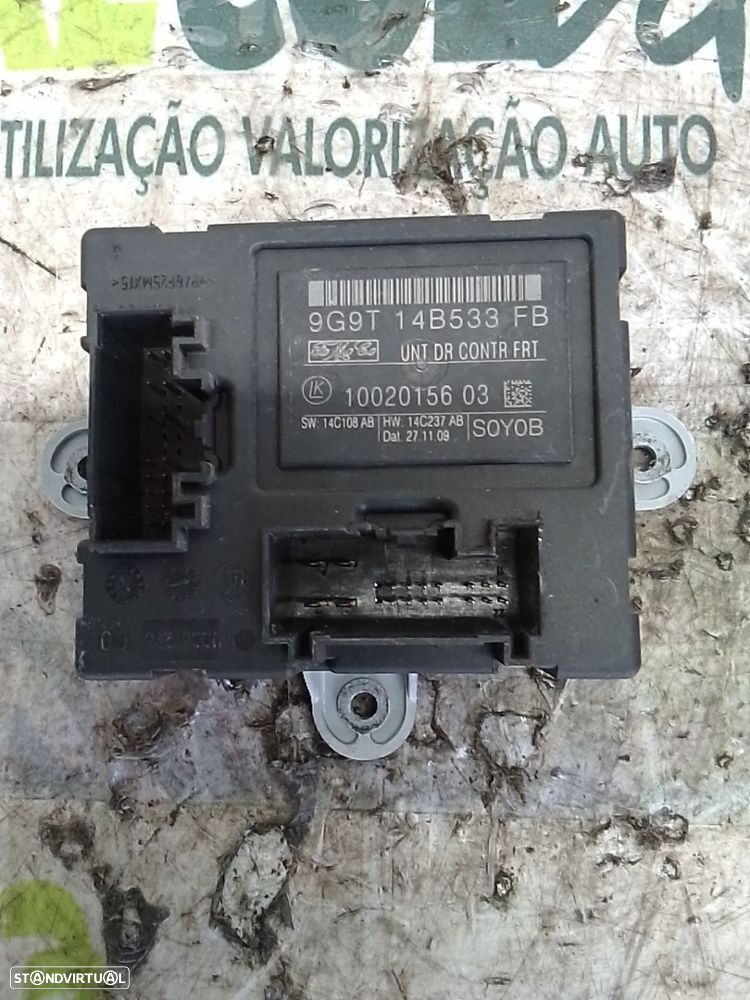 TILIZAÇÃO VALORIZAÇÃO AUTO
9G9T 14B533 FB
UNT DR CONTR FRT
LK
10020156 03
SW: 14C108 AB
HW: 14C237 AB
Dat. 27.11.09
S0Y0B
STANDVIRTUAL